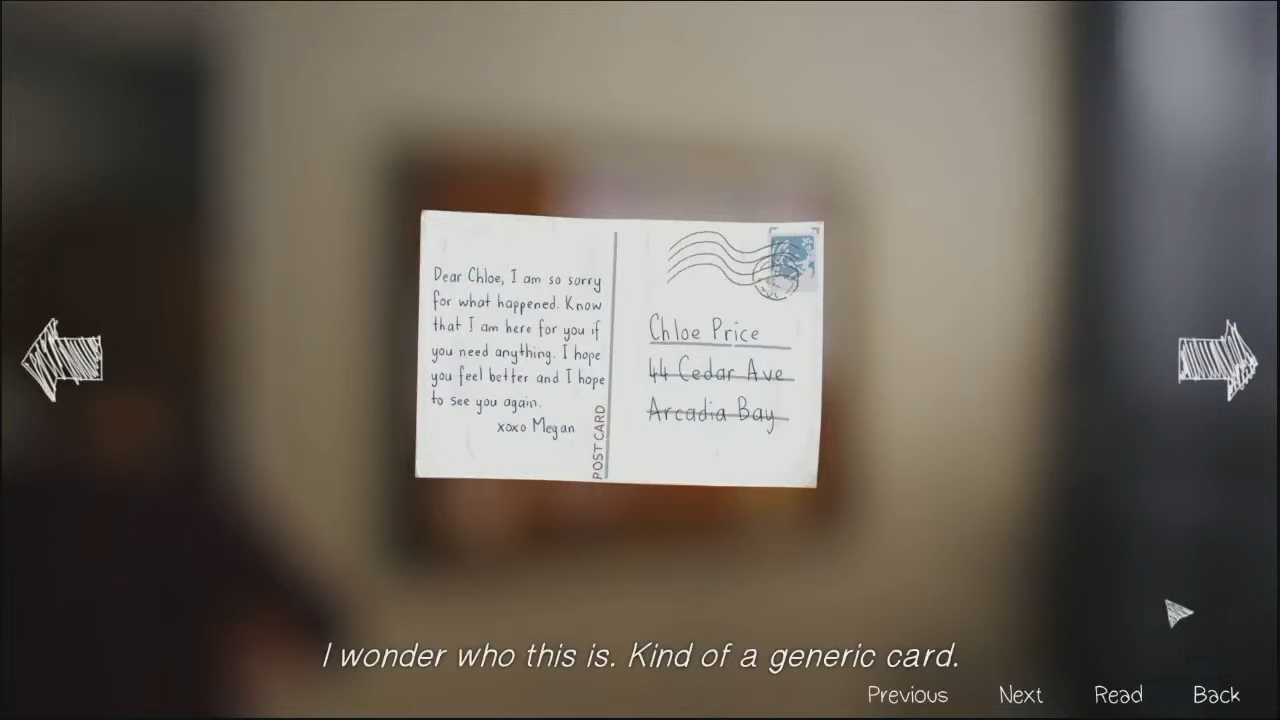 Dear Chloe, I am so sorry
for what happened. Know
that I am here for you if
you need anything. I hope
you feel better and I hope
to see you again.
xoxo Megan
POSTCARD
Chloe Price
44 Cedar Ave
Arcadia Bay
I wonder who this is. Kind of a generic card.
Previous Next Read Back